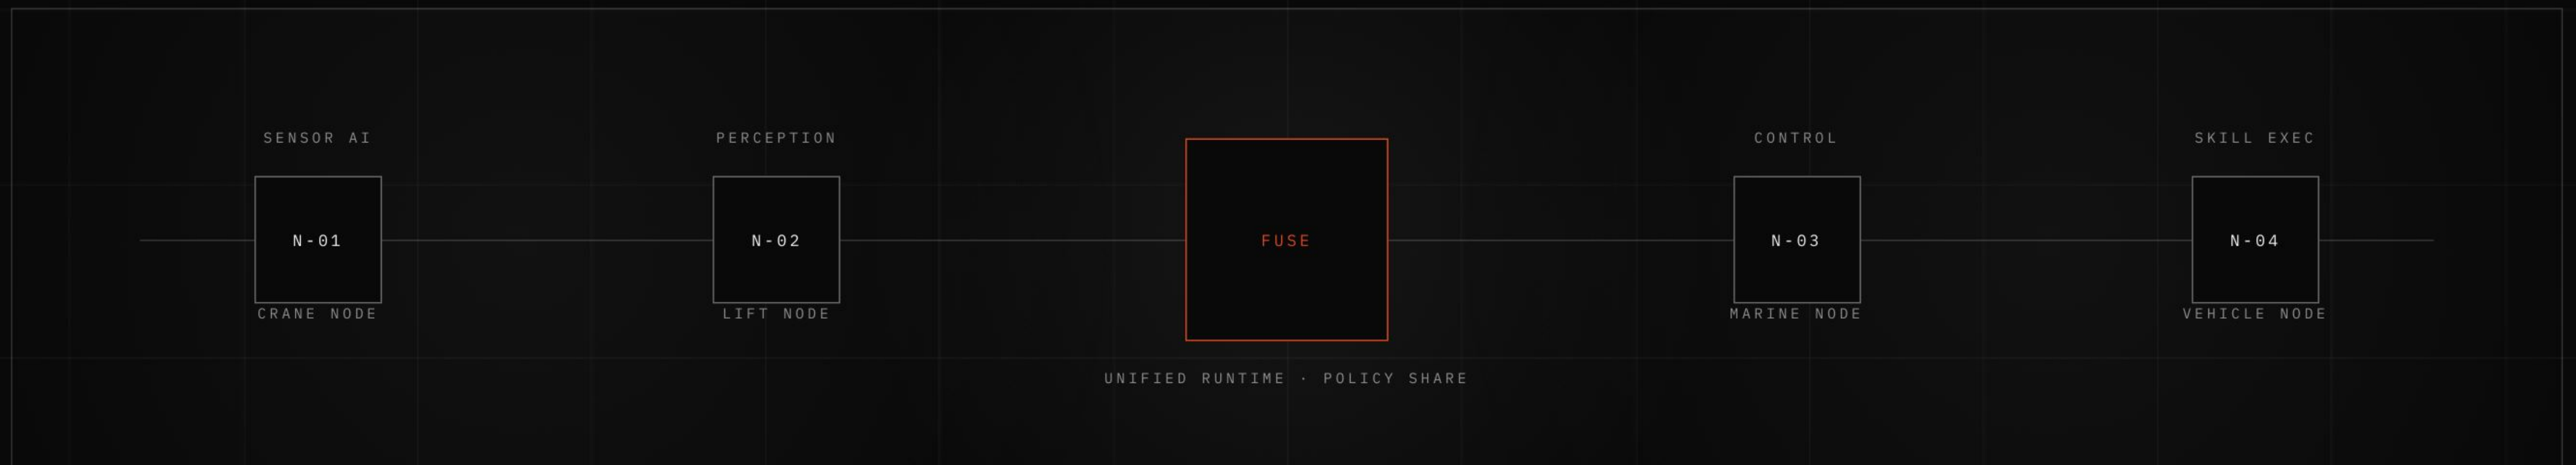 SENSOR AI
PERCEPTION
CONTROL
SKILL EXEC
N-01
N-02
FUSE
N-03
N-04
CRANE NODE
LIFT NODE
MARINE NODE
VEHICLE NODE
UNIFIED RUNTIME · POLICY SHARE